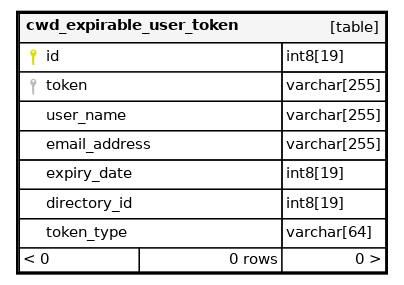 cwd_expirable_user_token [table]
id int8[19]
token varchar[255]
user_name varchar[255]
email_address varchar[255]
expiry_date int8[19]
directory_id int8[19]
token_type varchar[64]
< 0 0 rows 0 >